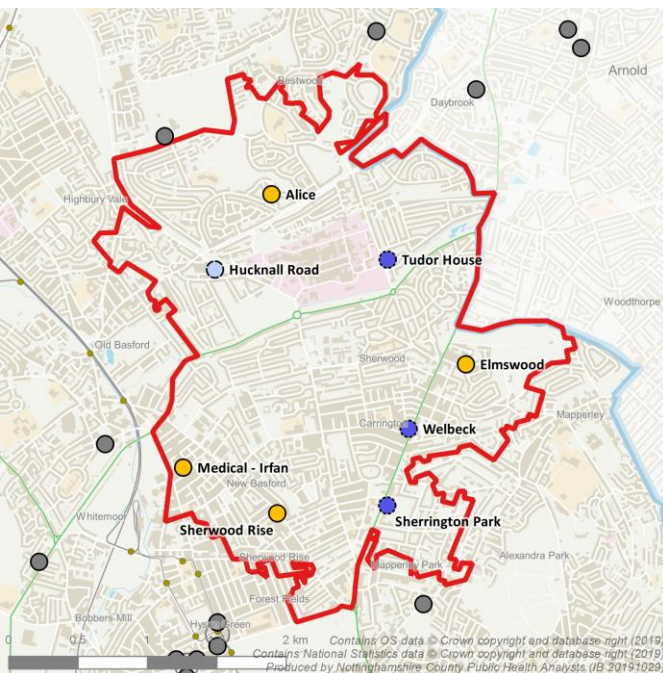 Bestwood
Arnold
Daybrook
Alice
Highbury Vale
Tudor House
Hucknall Road
Woodthorpe
Old Basford
Sherwood
Elmswood
Mapperley
Carrington
Welbeck
Medical - Irfan
New Basford
Whitemoor
Sherrington Park
Sherwood Rise
Sherwood Rise
Alexandra Park
Mapperley Park
Forest Fields
Bobbers Mill
Hyson Green
0 0.5 1 2 km
Contains OS data © Crown copyright and database right (2019)
Contains National Statistics data © Crown copyright and database right (2019)
Produced by Nottinghamshire County Public Health Analysts (IB 20191029)